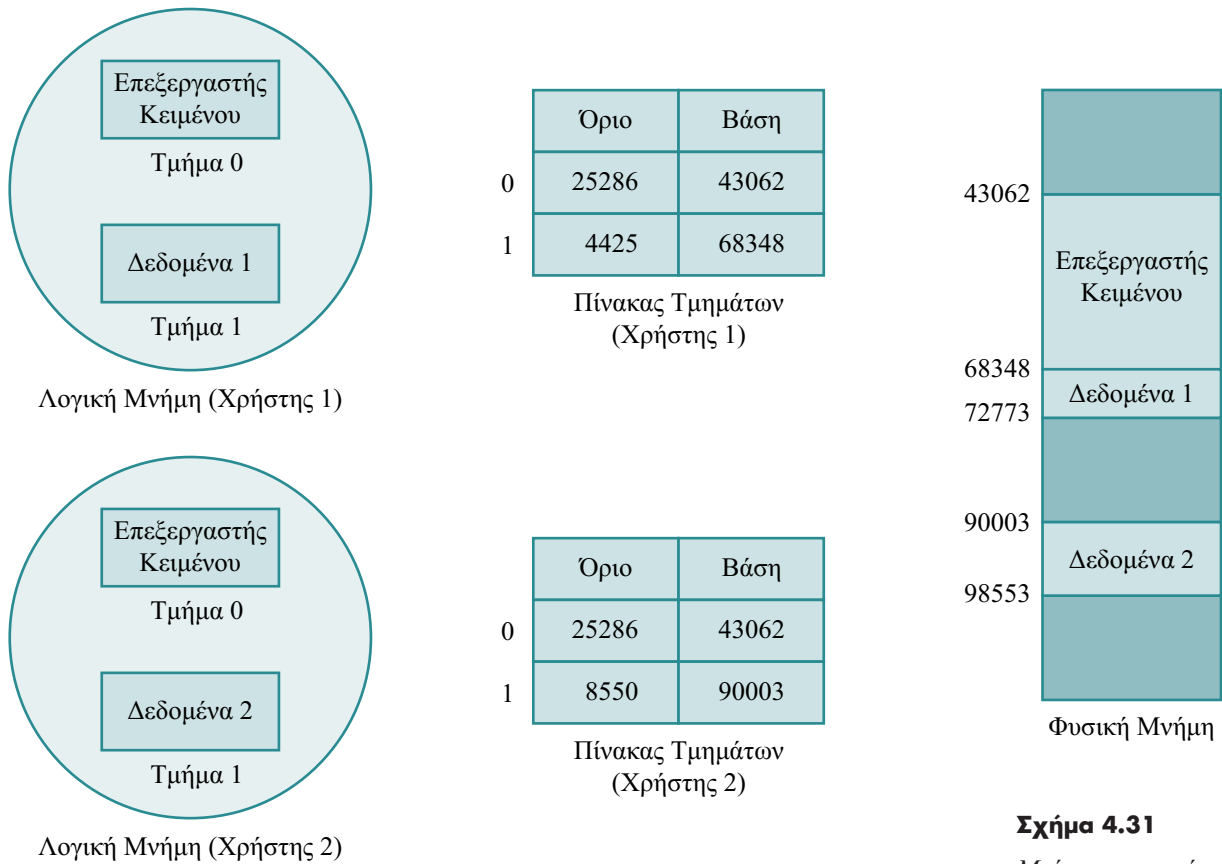 Επεξεργαστής
Κειμένου
Τμήμα 0
Δεδομένα 1
Τμήμα 1
Λογική Μνήμη (Χρήστης 1)
Όριο Βάση
0 25286 43062
1 4425 68348
Πίνακας Τμημάτων
(Χρήστης 1)
Επεξεργαστής
Κειμένου
Τμήμα 0
Δεδομένα 2
Τμήμα 1
Λογική Μνήμη (Χρήστης 2)
Όριο Βάση
0 25286 43062
1 8550 90003
Πίνακας Τμημάτων
(Χρήστης 2)
43062
Επεξεργαστής
Κειμένου
68348
Δεδομένα 1
72773
90003
Δεδομένα 2
98553
Φυσική Μνήμη
Σχήμα 4.31